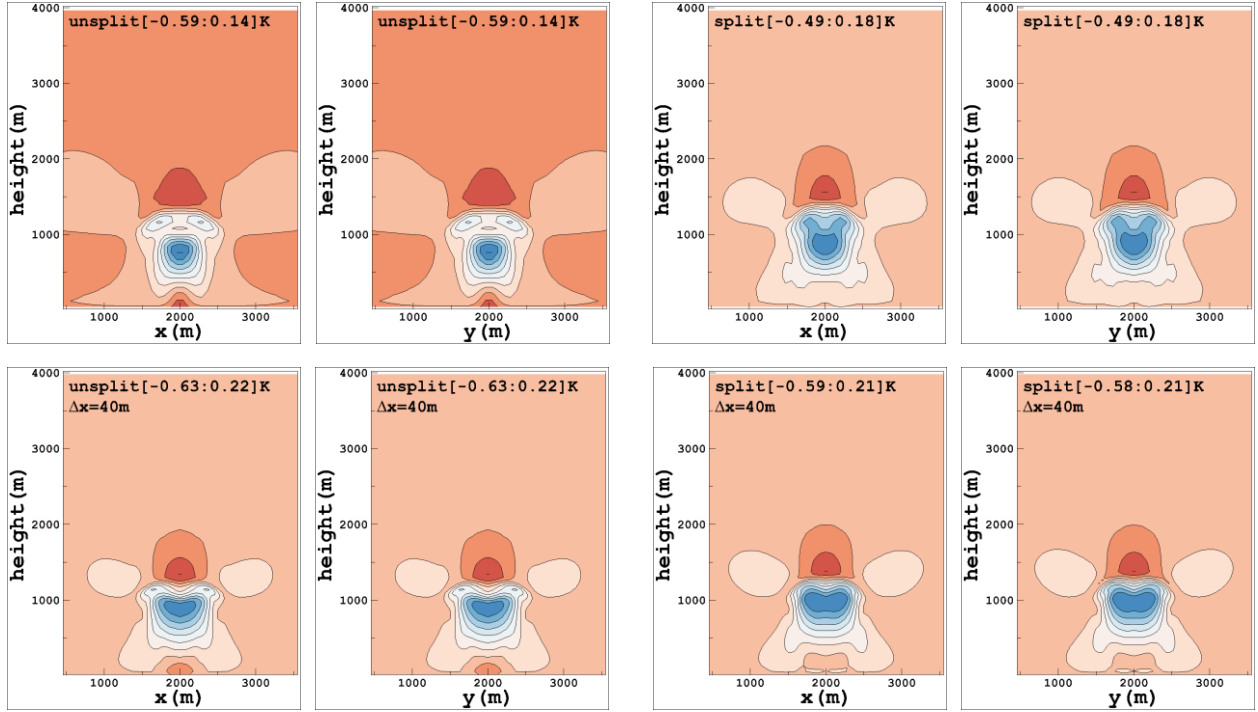 unsplit[-0.59:0.14]K
4000
3000
2000
1000
height(m)
1000 2000 3000
x(m)
unsplit[-0.59:0.14]K
4000
3000
2000
1000
height(m)
1000 2000 3000
y(m)
split[-0.49:0.18]K
4000
3000
2000
1000
height(m)
1000 2000 3000
x(m)
split[-0.49:0.18]K
4000
3000
2000
1000
height(m)
1000 2000 3000
y(m)
unsplit[-0.63:0.22]K
Δx=40m
4000
3000
2000
1000
height(m)
1000 2000 3000
x(m)
unsplit[-0.63:0.22]K
Δx=40m
4000
3000
2000
1000
height(m)
1000 2000 3000
y(m)
split[-0.59:0.21]K
Δx=40m
4000
3000
2000
1000
height(m)
1000 2000 3000
x(m)
split[-0.58:0.21]K
Δx=40m
4000
3000
2000
1000
height(m)
1000 2000 3000
y(m)